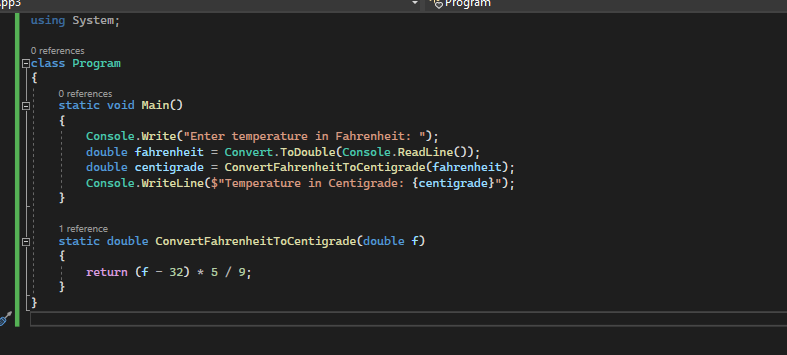 App3
Program
using System;
0 references
class Program
{
0 references
static void Main()
{
Console.Write("Enter temperature in Fahrenheit: ");
double fahrenheit = Convert.ToDouble(Console.ReadLine());
double centigrade = ConvertFahrenheitToCentigrade(fahrenheit);
Console.WriteLine($"Temperature in Centigrade: {centigrade}");
}
1 reference
static double ConvertFahrenheitToCentigrade(double f)
{
return (f - 32) * 5 / 9;
}
}